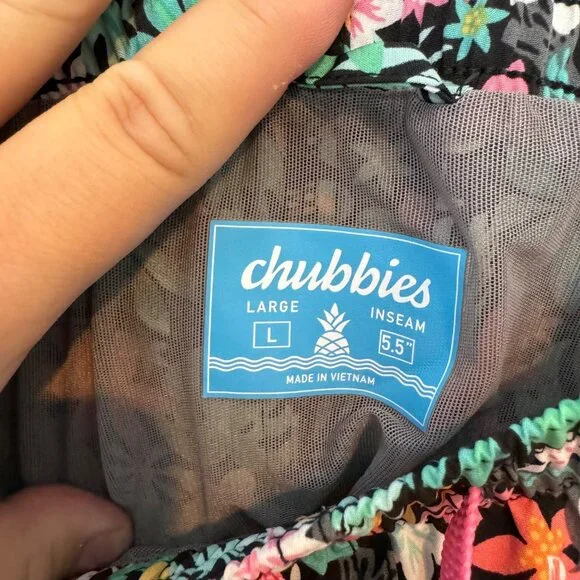 chubbies
LARGE INSEAM
L 5.5"
MADE IN VIETNAM